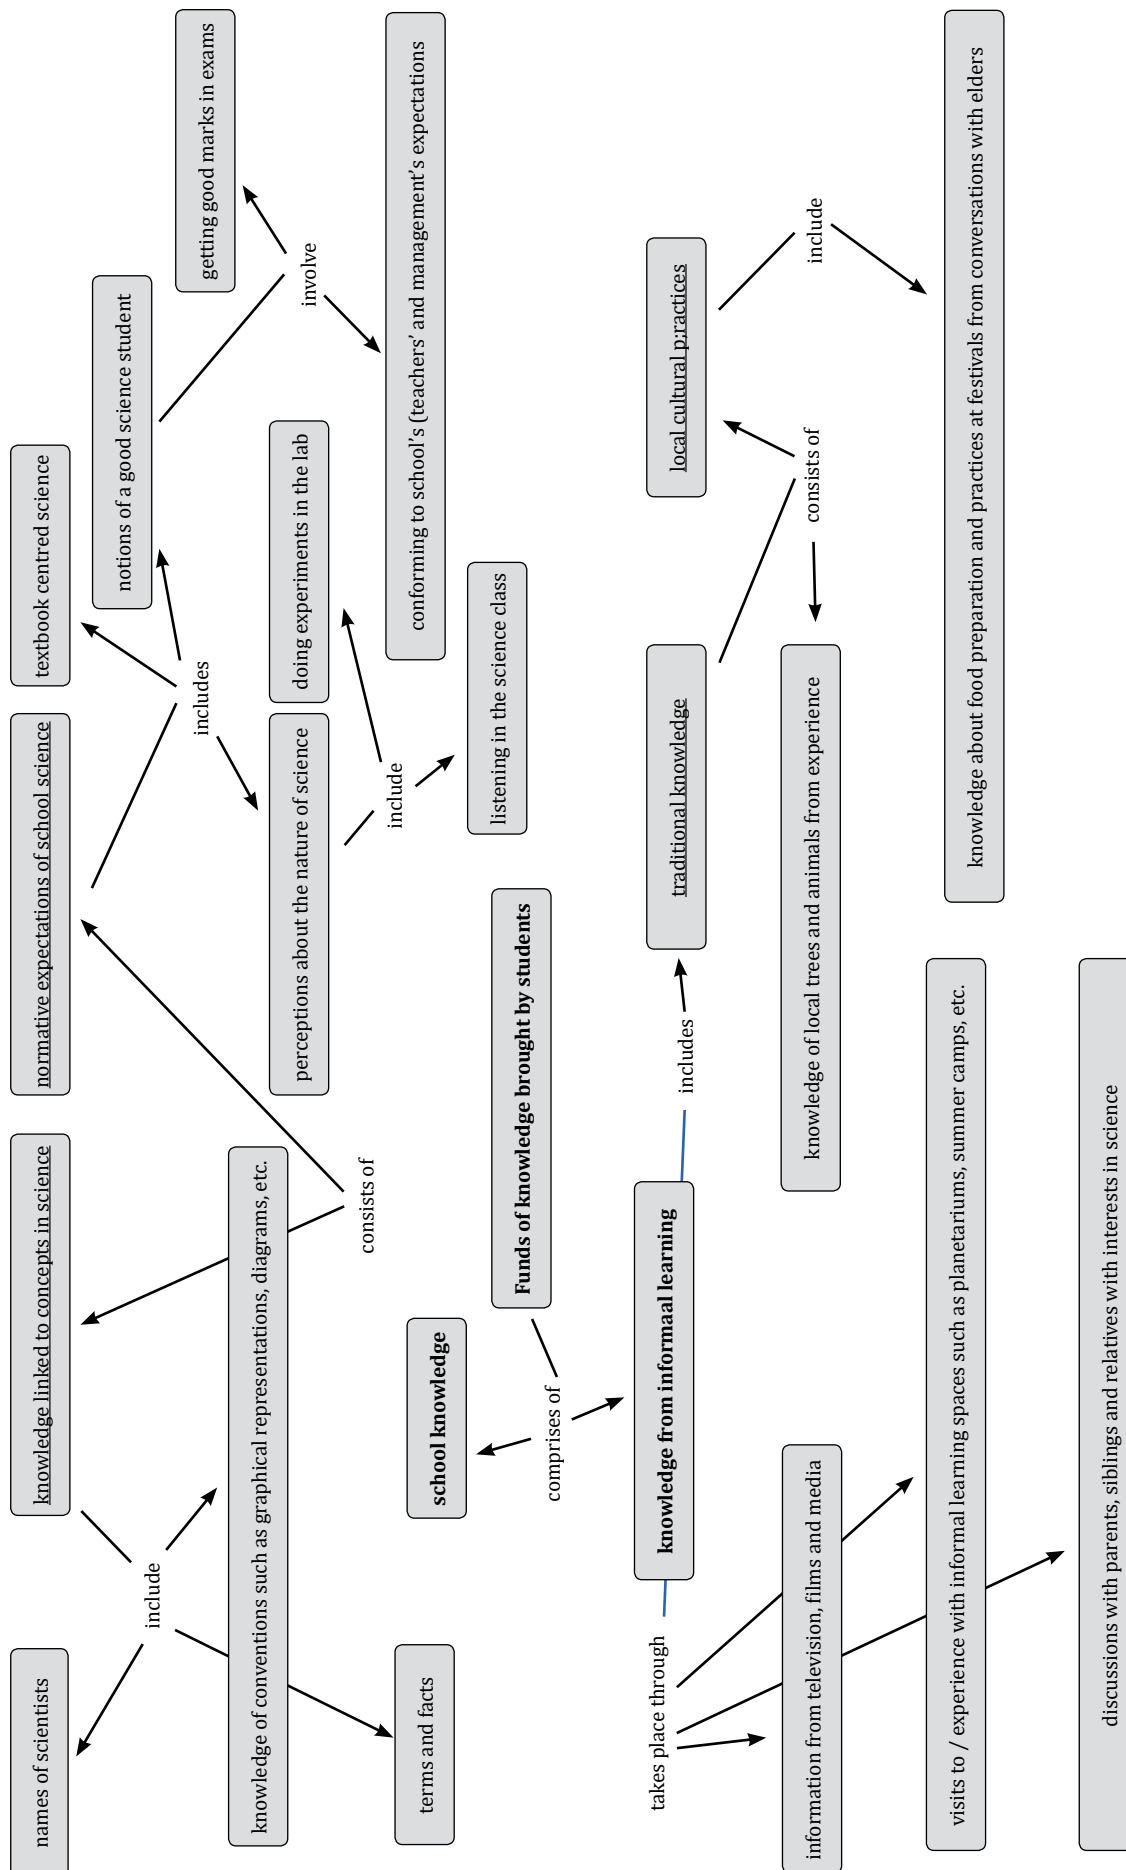 names of scientists
knowledge linked to concepts in science
normative expectations of school science
textbook centred science
notions of a good science student
include
includes
getting good marks in exams
knowledge of conventions such as graphical representations, diagrams, etc.
perceptions about the nature of science
doing experiments in the lab
involve
consists of
include
terms and facts
school knowledge
conforming to school's (teachers' and management's expectations
listening in the science class
Funds of knowledge brought by students
comprises of
takes place through
knowledge from informaal learning
includes
traditional knowledge
local cultural p;ractices
information from television, films and media
knowledge of local trees and animals from experience
consists of
include
visits to / experience with informal learning spaces such as planetariums, summer camps, etc.
knowledge about food preparation and practices at festivals from conversations with elders
discussions with parents, siblings and relatives with interests in science